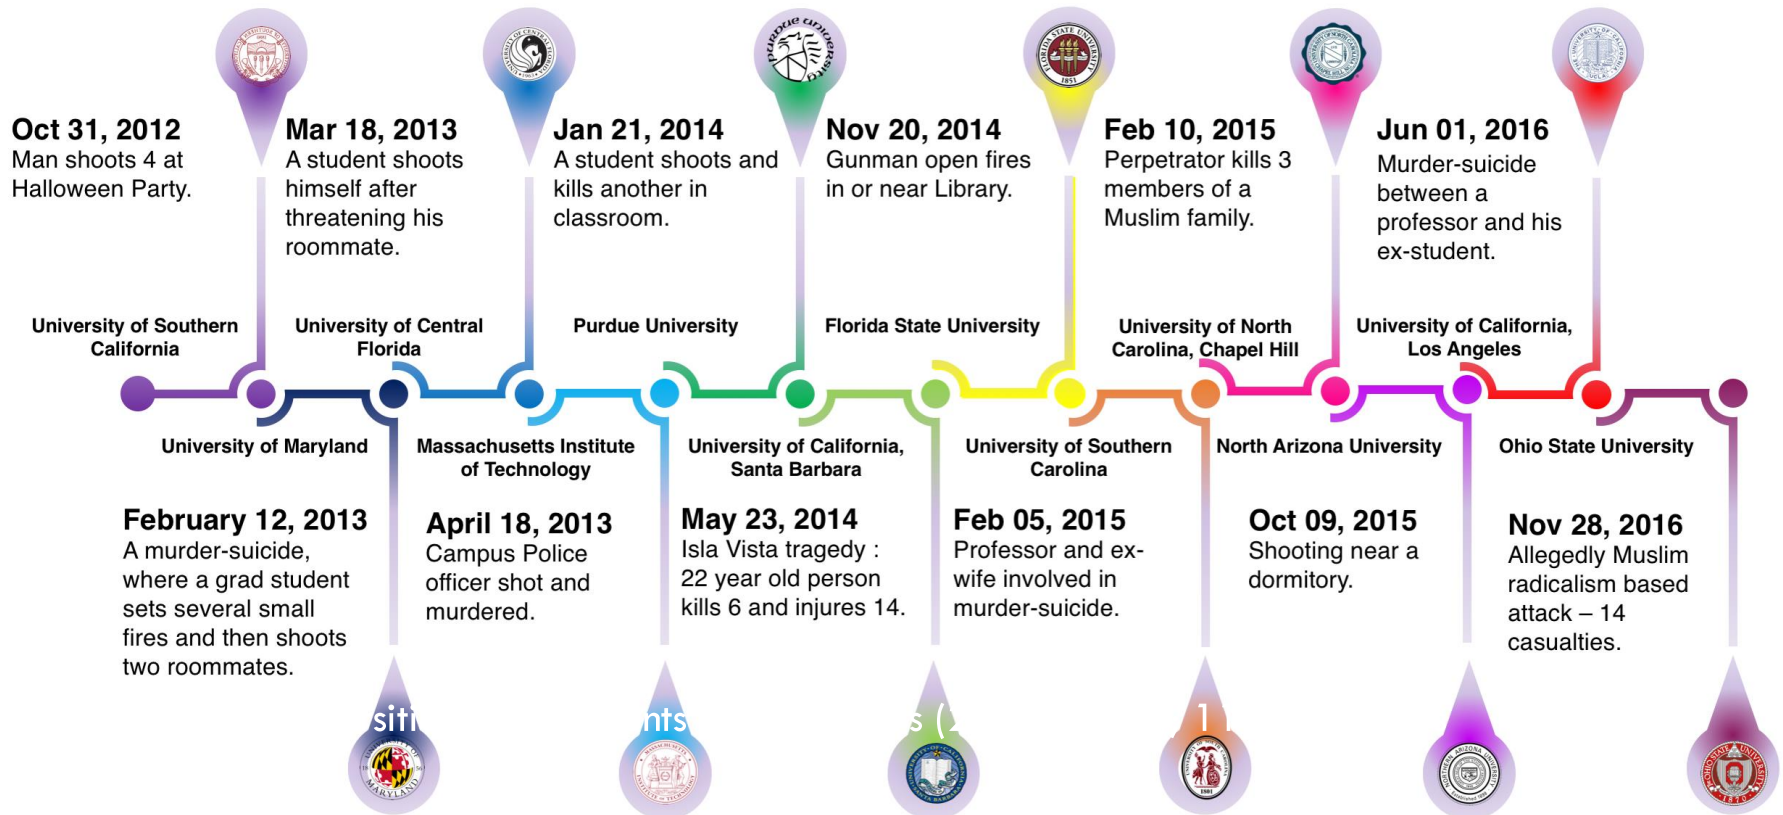 Oct 31, 2012
Man shoots 4 at
Halloween Party.
University of Southern
California
Mar 18, 2013
A student shoots
himself after
threatening his
roommate.
University of Central
Florida
Jan 21, 2014
A student shoots and
kills another in
classroom.
Purdue University
Nov 20, 2014
Gunman open fires
in or near Library.
Florida State University
Feb 10, 2015
Perpetrator kills 3
members of a
Muslim family.
University of North
Carolina, Chapel Hill
Jun 01, 2016
Murder-suicide
between a
professor and his
ex-student.
University of California,
Los Angeles
University of Maryland
February 12, 2013
A murder-suicide,
where a grad student
sets several small
fires and then shoots
two roommates.
Massachusetts Institute
of Technology
April 18, 2013
Campus Police
officer shot and
murdered.
University of California,
Santa Barbara
May 23, 2014
Isla Vista tragedy :
22 year old person
kills 6 and injures 14.
University of Southern
Carolina
Feb 05, 2015
Professor and ex-
wife involved in
murder-suicide.
North Arizona University
Oct 09, 2015
Shooting near a
dormitory.
Ohio State University
Nov 28, 2016
Allegedly Muslim
radicalism based
attack – 14
casualties.
PURDUE UNIVERSITY
FLORIDA STATE UNIVERSITY
1851